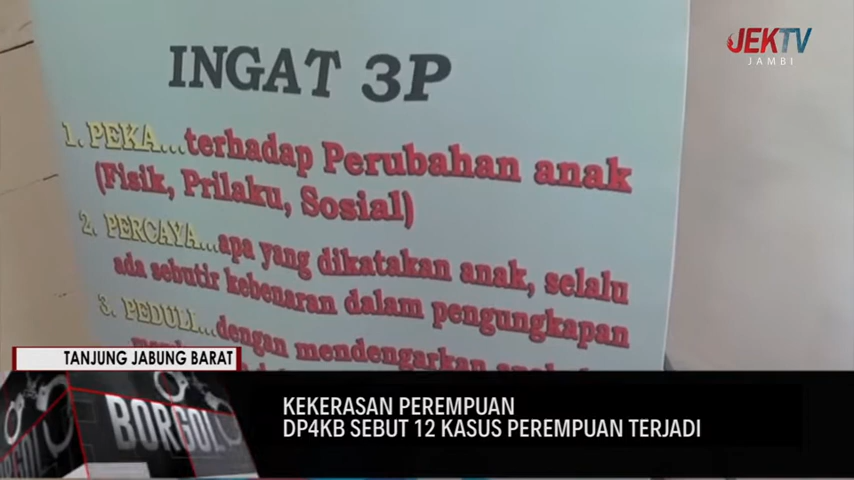 JEKTV
JAMBI
INGAT 3P
1. PEKA...terhadap Perubahan anak
(Fisik, Prilaku, Sosial)
2. PERCAYA...apa yang dikatakan anak, selalu
ada sebutir kebenaran dalam pengungkapan
3. PEDULI...dengan mendengarkan
TANJUNG JABUNG BARAT
BORGOL
KEKERASAN PEREMPUAN
DP4KB SEBUT 12 KASUS PEREMPUAN TERJADI